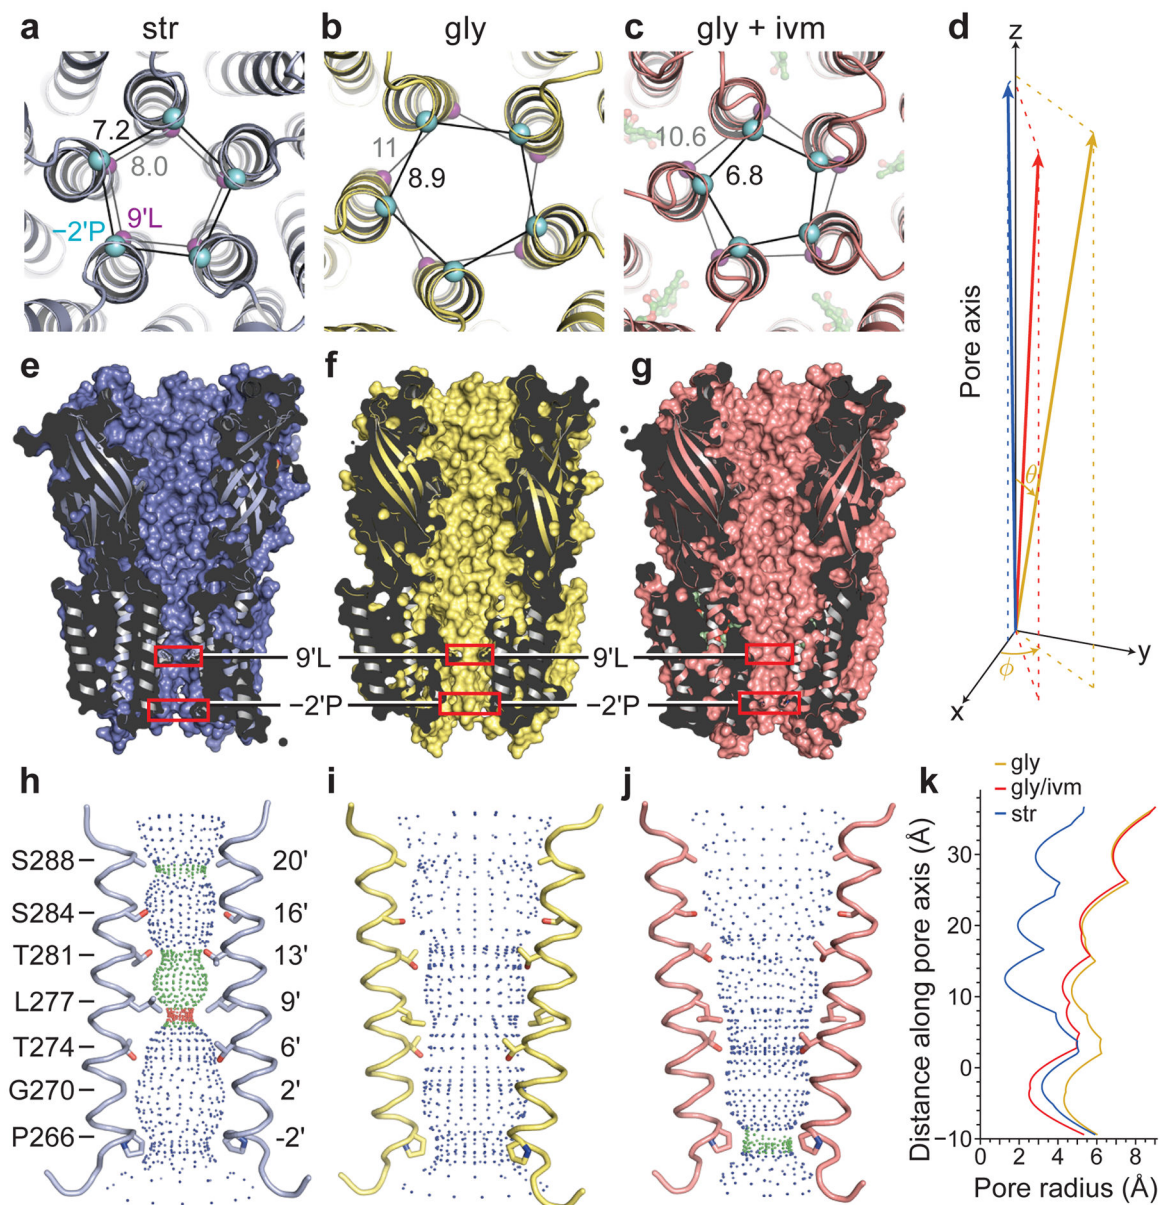 a str
7.2
8.0
9'L
−2'P
b gly
11
8.9
c gly + ivm
10.6
6.8
d
z
Pore axis
θ
ϕ
y
x
e
f
g
9'L
9'L
−2'P
−2'P
h
S288
20'
S284
16'
T281
13'
L277
9'
T274
6'
G270
2'
P266
-2'
i
j
k
gly
gly/ivm
str
Distance along pore axis (Å)
30
20
10
0
−10
0 2 4 6 8
Pore radius (Å)